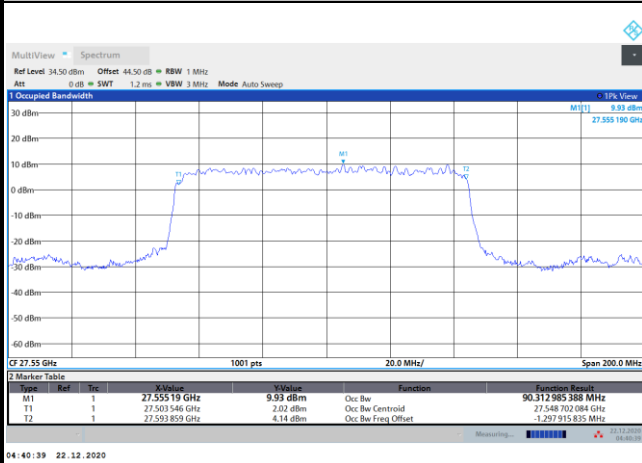 MultiView Spectrum
Ref Level 34.50 dBm Offset 44.50 dB RBW 1 MHz
Att 0 dB SWT 1.2 ms VBW 3 MHz Mode Auto Sweep
1 Occupied Bandwidth 1Pk View
M1[1] 9.93 dBm
27.555 190 GHz
30 dBm
20 dBm
M1
10 dBm
T1 T2
0 dBm
-10 dBm
-20 dBm
-30 dBm
-40 dBm
-50 dBm
-60 dBm
CF 27.55 GHz 1001 pts 20.0 MHz/ Span 200.0 MHz
2 Marker Table
Type Ref Trc X-Value Y-Value Function Function Result
M1 1 27.555 19 GHz 9.93 dBm Occ Bw 90.312 985 388 MHz
T1 1 27.503 546 GHz 2.02 dBm Occ Bw Centroid 27.548 702 084 GHz
T2 1 27.593 859 GHz 4.14 dBm Occ Bw Freq Offset -1.297 915 835 MHz
Measuring... 22.12.2020
04:40:39
04:40:39 22.12.2020